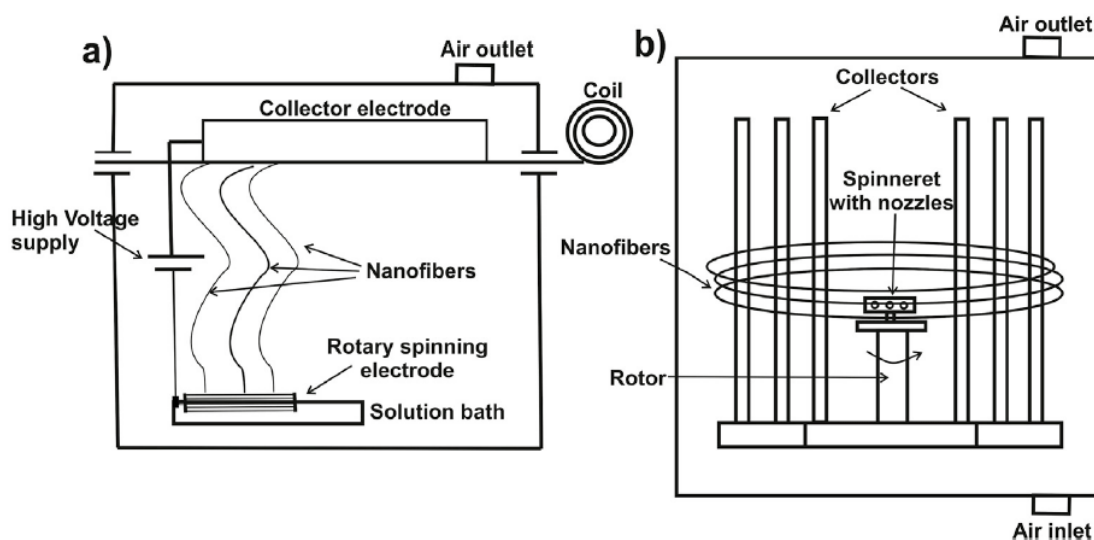 a)
Air outlet
Coil
Collector electrode
High Voltage
supply
Nanofibers
Rotary spinning
electrode
Solution bath
b)
Air outlet
Collectors
Spinneret
with nozzles
Nanofibers
Rotor
Air inlet